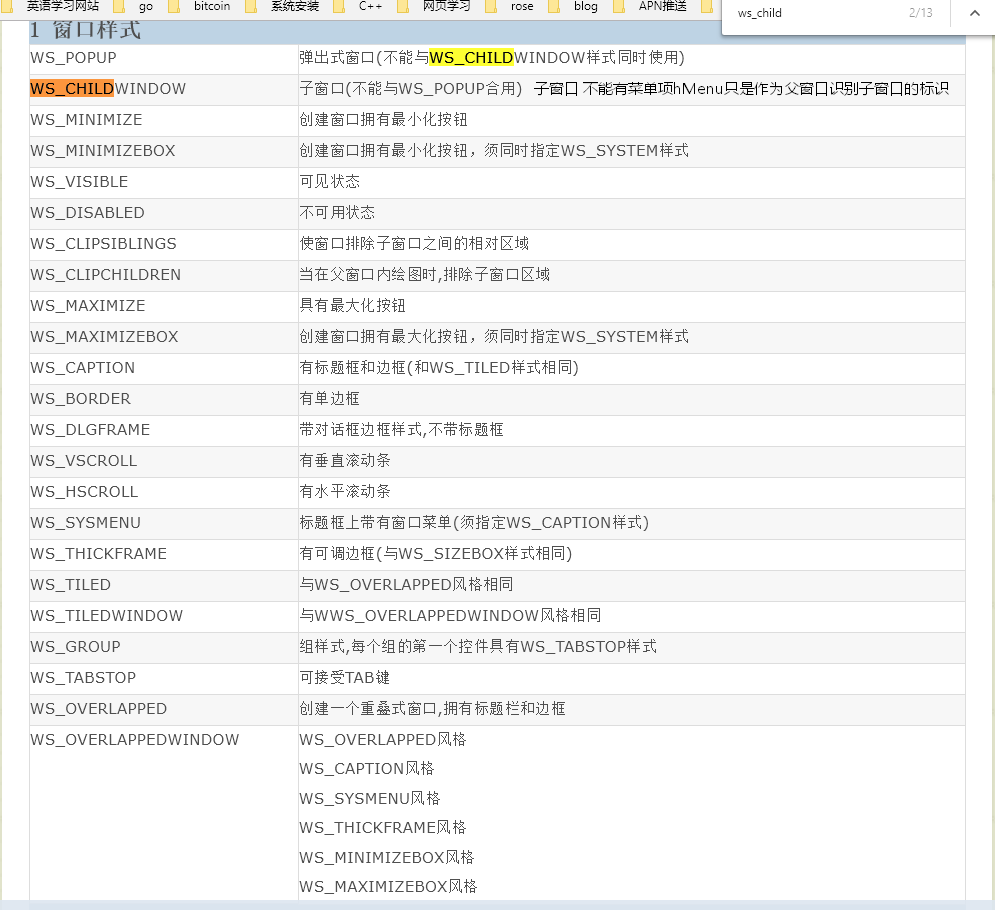 英语学习网站 go bitcoin 系统安装 C++ 网页学习 rose blog APN推送
ws_child 2/13
1 窗口样式
WS_POPUP 弹出式窗口(不能与WS_CHILDWINDOW样式同时使用)
WS_CHILDWINDOW 子窗口(不能与WS_POPUP合用) 子窗口 不能有菜单项hMenu只是作为父窗口识别子窗口的标识
WS_MINIMIZE 创建窗口拥有最小化按钮
WS_MINIMIZEBOX 创建窗口拥有最小化按钮，须同时指定WS_SYSTEM样式
WS_VISIBLE 可见状态
WS_DISABLED 不可用状态
WS_CLIPSIBLINGS 使窗口排除子窗口之间的相对区域
WS_CLIPCHILDREN 当在父窗口内绘图时,排除子窗口区域
WS_MAXIMIZE 具有最大化按钮
WS_MAXIMIZEBOX 创建窗口拥有最大化按钮，须同时指定WS_SYSTEM样式
WS_CAPTION 有标题框和边框(和WS_TILED样式相同)
WS_BORDER 有单边框
WS_DLGFRAME 带对话框边框样式,不带标题框
WS_VSCROLL 有垂直滚动条
WS_HSCROLL 有水平滚动条
WS_SYSMENU 标题框上带有窗口菜单(须指定WS_CAPTION样式)
WS_THICKFRAME 有可调边框(与WS_SIZEBOX样式相同)
WS_TILED 与WS_OVERLAPPED风格相同
WS_TILEDWINDOW 与WWS_OVERLAPPEDWINDOW风格相同
WS_GROUP 组样式,每个组的第一个控件具有WS_TABSTOP样式
WS_TABSTOP 可接受TAB键
WS_OVERLAPPED 创建一个重叠式窗口,拥有标题栏和边框
WS_OVERLAPPEDWINDOW WS_OVERLAPPED风格
WS_CAPTION风格
WS_SYSMENU风格
WS_THICKFRAME风格
WS_MINIMIZEBOX风格
WS_MAXIMIZEBOX风格